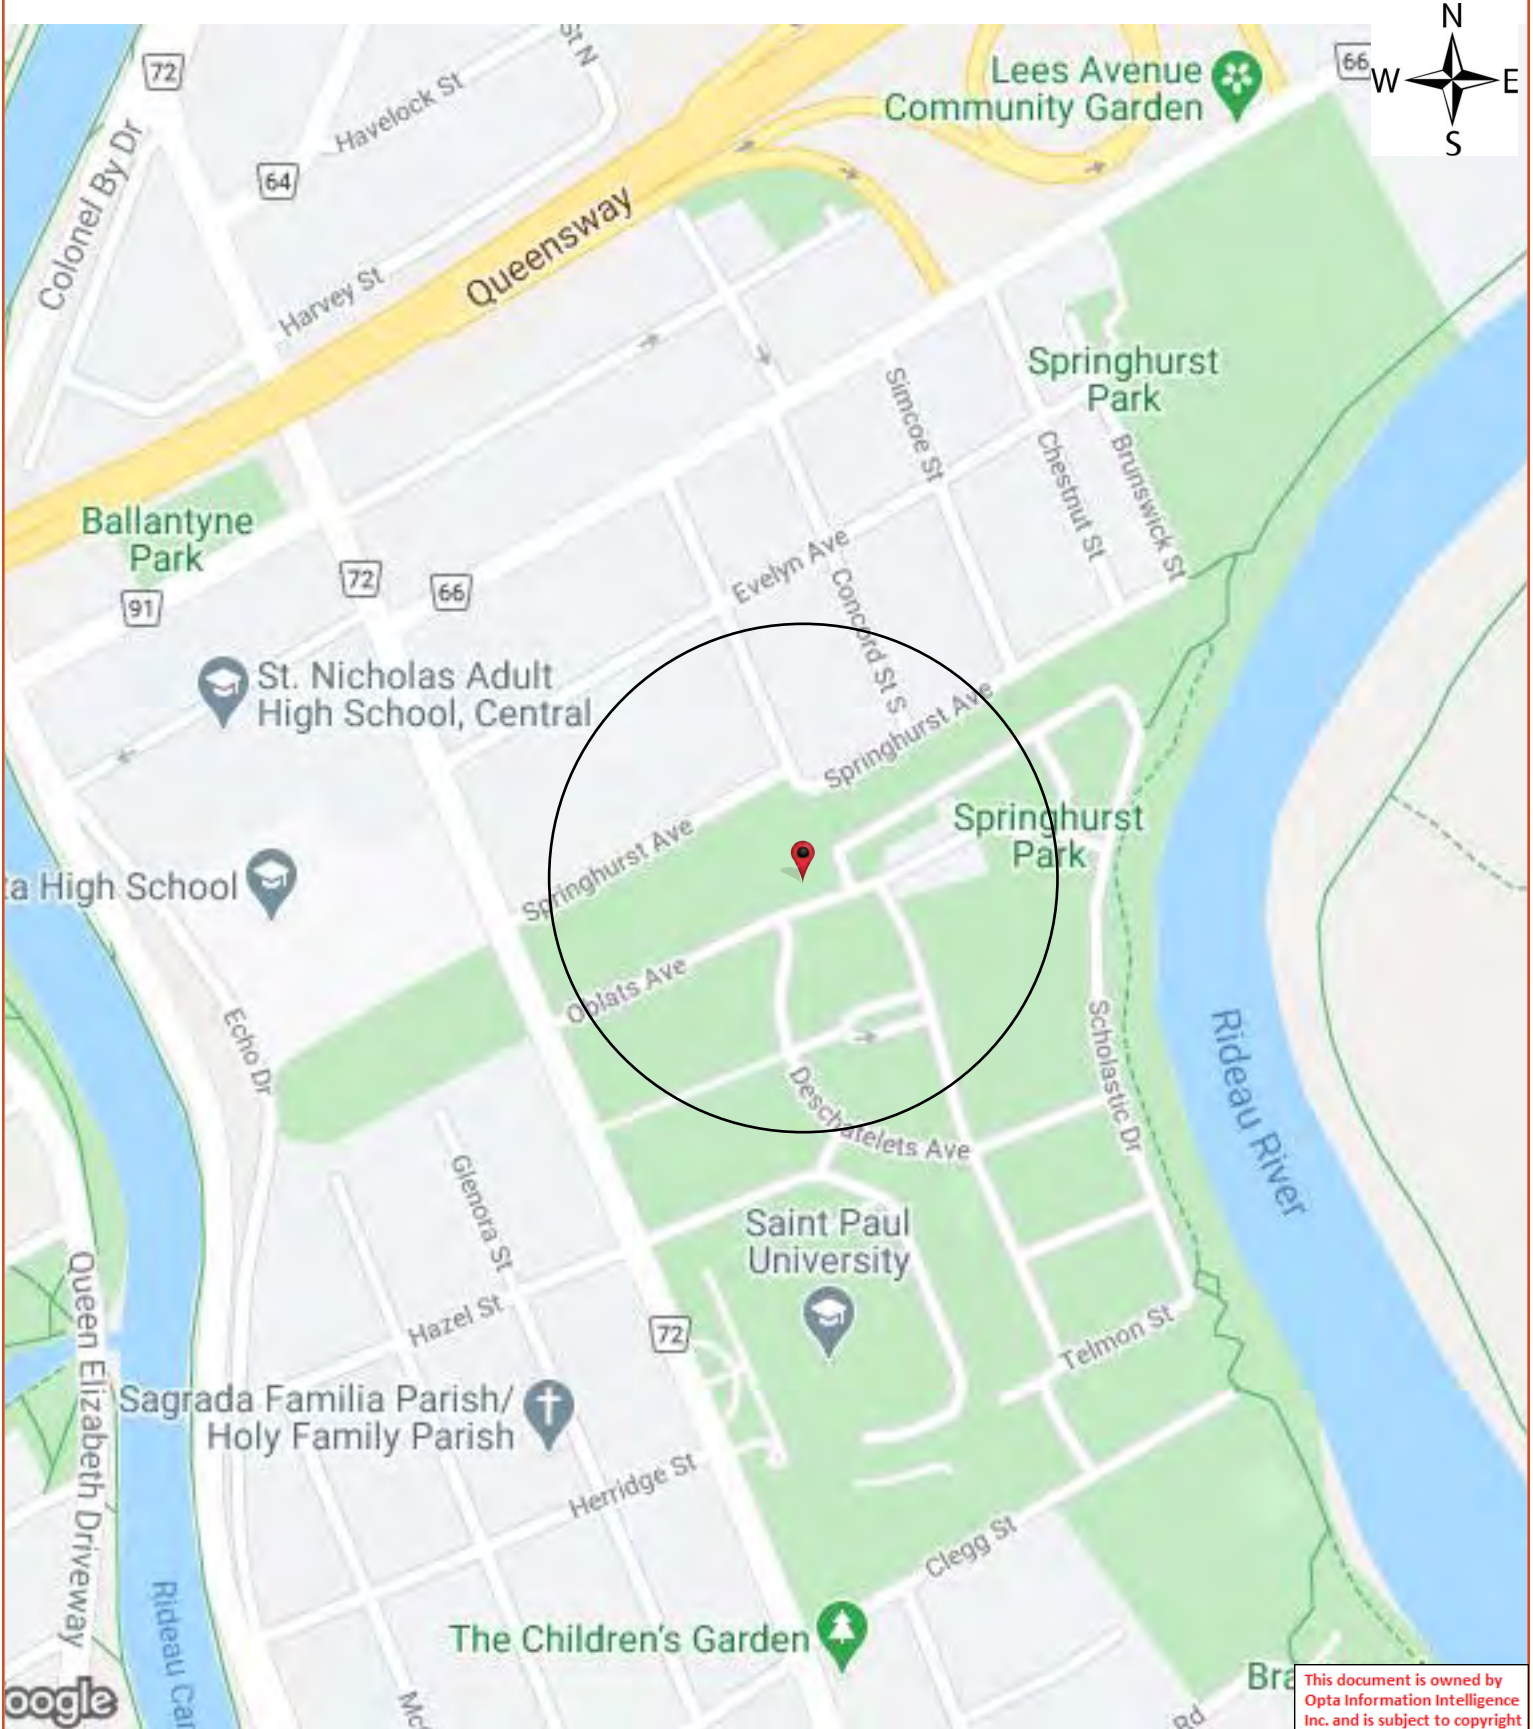 N
W
E
S
72
St N
Lees Avenue
Community Garden
66
Havelock St
Colonel By Dr
64
Queensway
Harvey St
Springhurst
Park
Simcoe St
Chestnut St
Brunswick St
Ballantyne
Park
91
72
66
Evelyn Ave
Concord St S
St. Nicholas Adult
High School, Central
Springhurst Ave
Springhurst
Park
Springhurst Ave
ta High School
Oblats Ave
Echo Dr
Scholastic Dr
Rideau River
Deschatelets Ave
Glenora St
Saint Paul
University
Queen Elizabeth Driveway
Hazel St
72
Telmon St
Sagrada Familia Parish/
Holy Family Parish
Herridge St
Clegg St
Rideau Car
The Children's Garden
Bra
Rd
oogle
This document is owned by
Opta Information Intelligence
Inc. and is subject to copyright